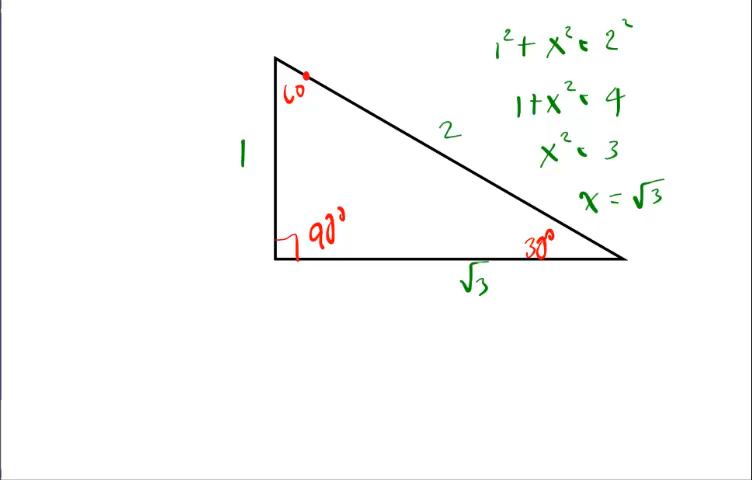 1² + x² = 2²
1 + x² = 4
x² = 3
x = √3
60
2
1
90°
30°
√3